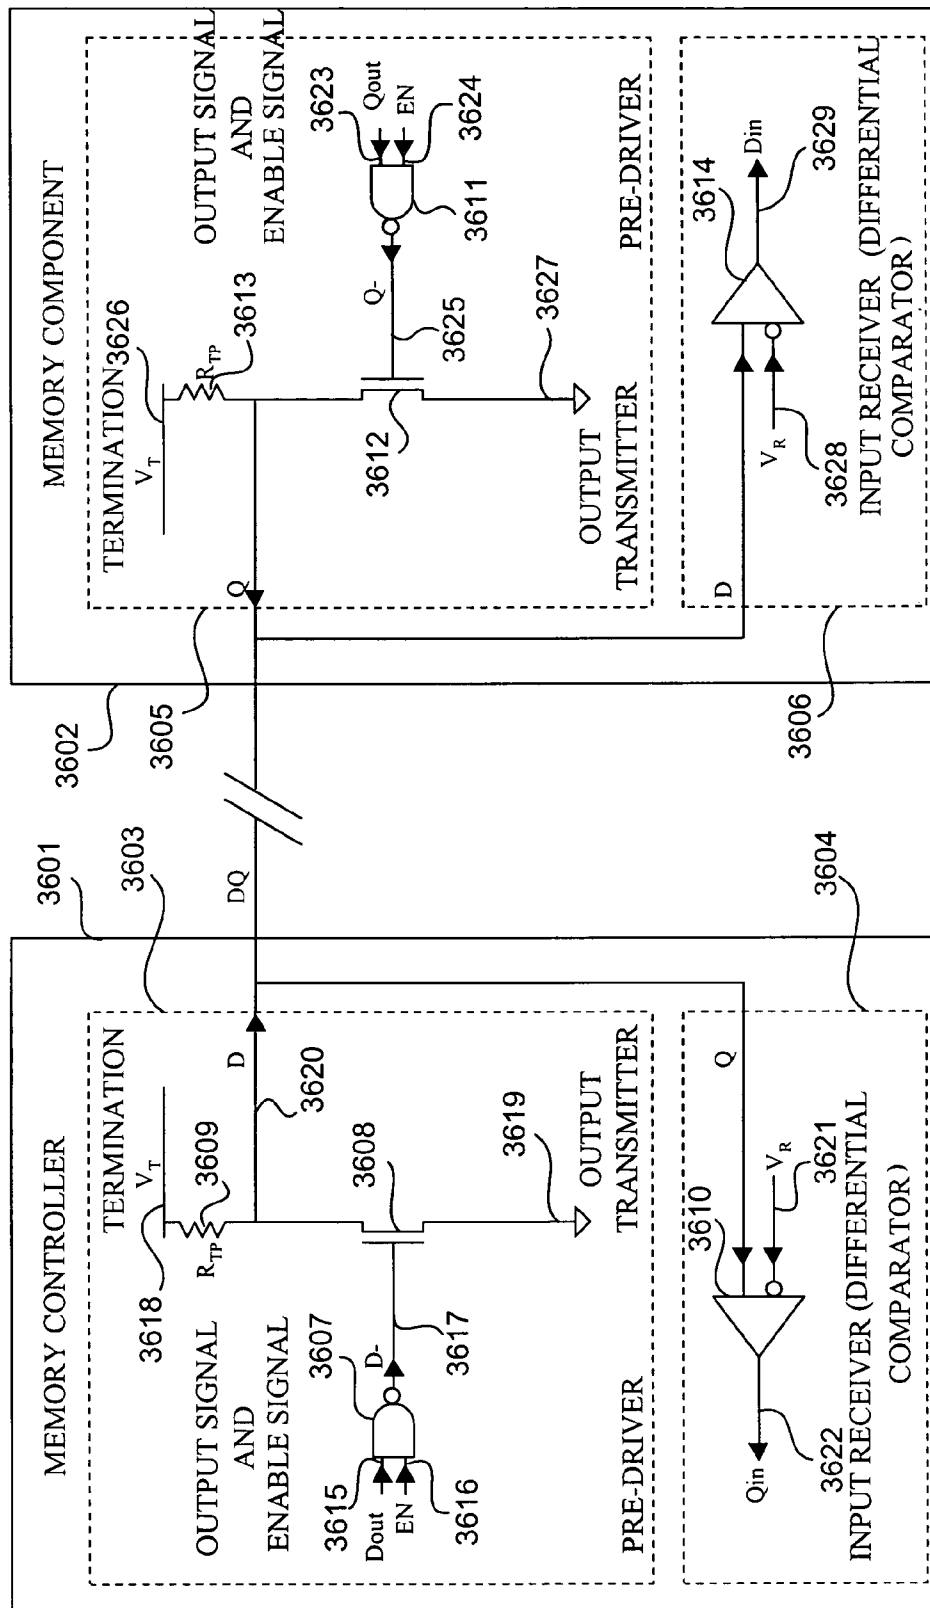 MEMORY CONTROLLER
3601
TERMINATION
3603
3618
V_T
3609
R_TP
OUTPUT SIGNAL
AND
ENABLE SIGNAL
D
3620
DQ
3607
D-
3615
Dout
EN
3616
3617
3608
3619
PRE-DRIVER
OUTPUT
TRANSMITTER
Q
3604
3610
V_R
3621
Qin
3622
INPUT RECEIVER (DIFFERENTIAL
COMPARATOR)
MEMORY COMPONENT
3602
TERMINATION
3626
V_T
3605
R_TP
3613
OUTPUT SIGNAL
AND
ENABLE SIGNAL
Q
3623
Qout
EN
3624
3611
Q-
3625
3612
3627
OUTPUT
TRANSMITTER
PRE-DRIVER
D
3606
3614
V_R
3628
Din
3629
INPUT RECEIVER (DIFFERENTIAL
COMPARATOR)